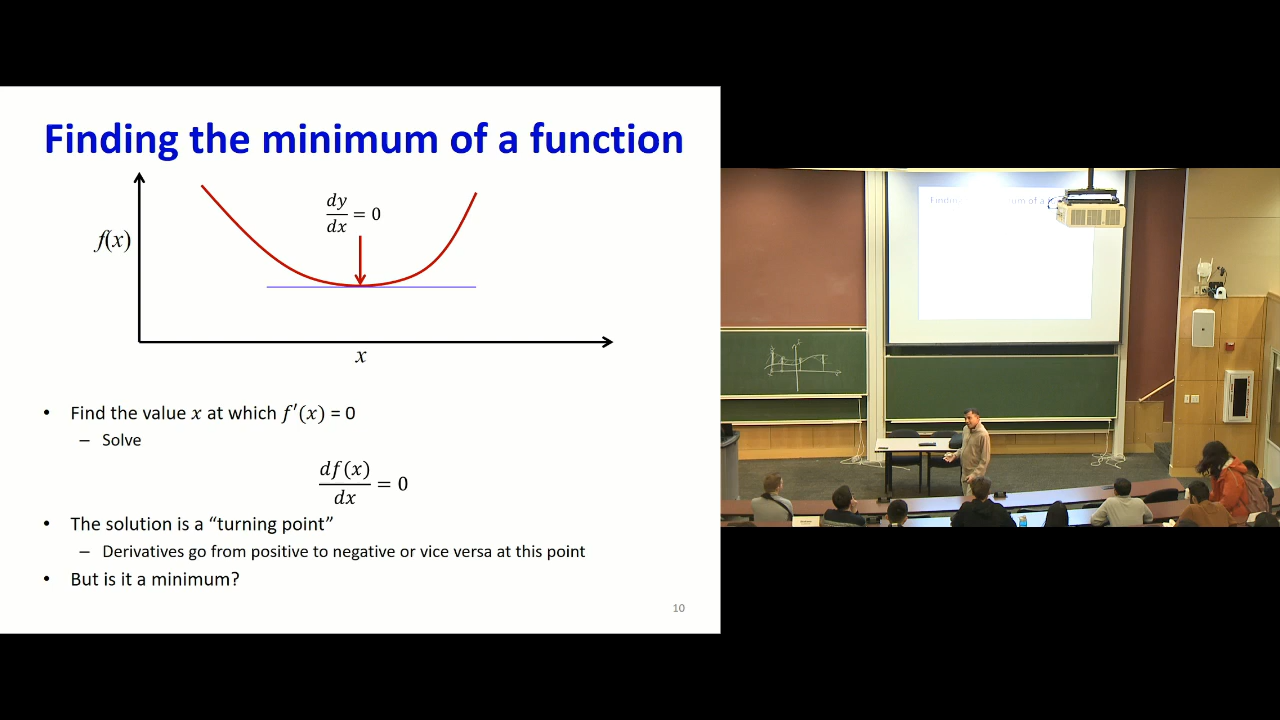 Finding the minimum of a function
f(x)
dy/dx = 0
x
• Find the value x at which f′(x) = 0
– Solve
df(x)/dx = 0
• The solution is a “turning point”
– Derivatives go from positive to negative or vice versa at this point
• But is it a minimum?
10